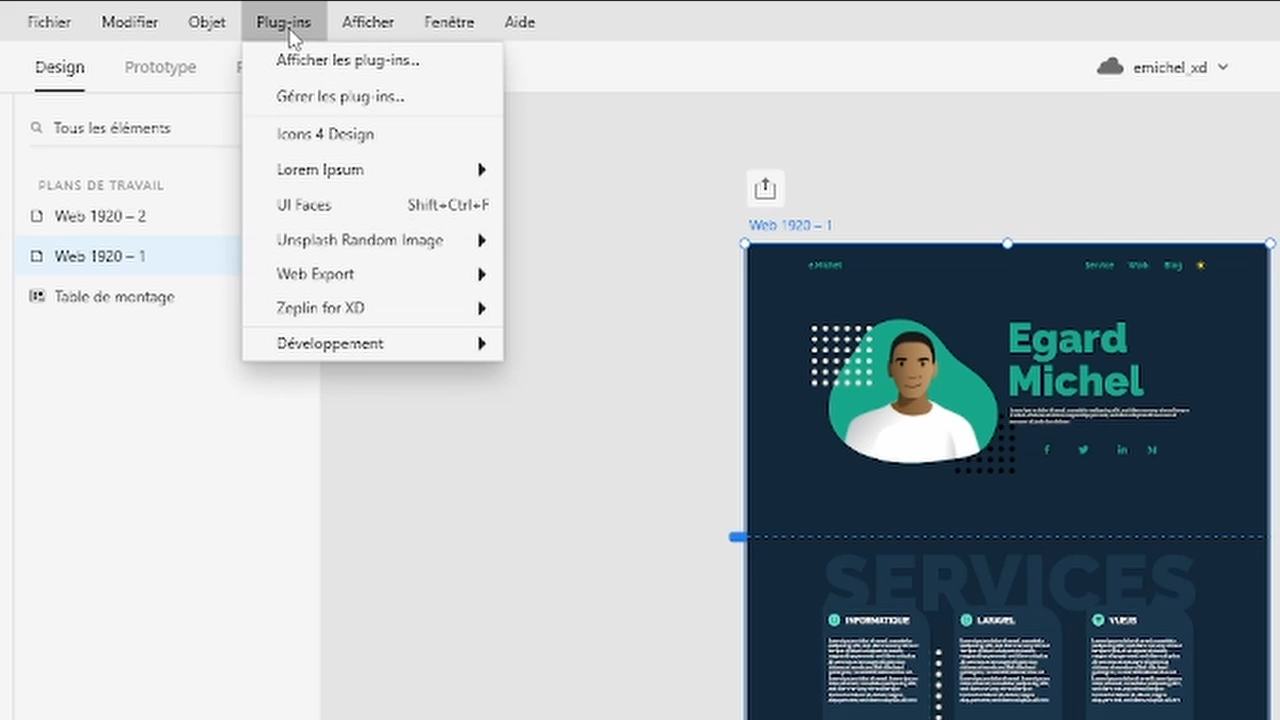 Fichier Modifier Objet Plug-ins Afficher Fenêtre Aide
Design Prototype
emichel_xd
Afficher les plug-ins...
Gérer les plug-ins...
Icons 4 Design
Lorem Ipsum
UI Faces Shift+Ctrl+F
Unsplash Random Image
Web Export
Zeplin for XD
Développement
Tous les éléments
PLANS DE TRAVAIL
Web 1920 – 2
Web 1920 – 1
Table de montage
Web 1920 – 1
e.Michel Service Work Blog
Egard
Michel
SERVICES
INFORMATIQUE LARAVEL VUEJS